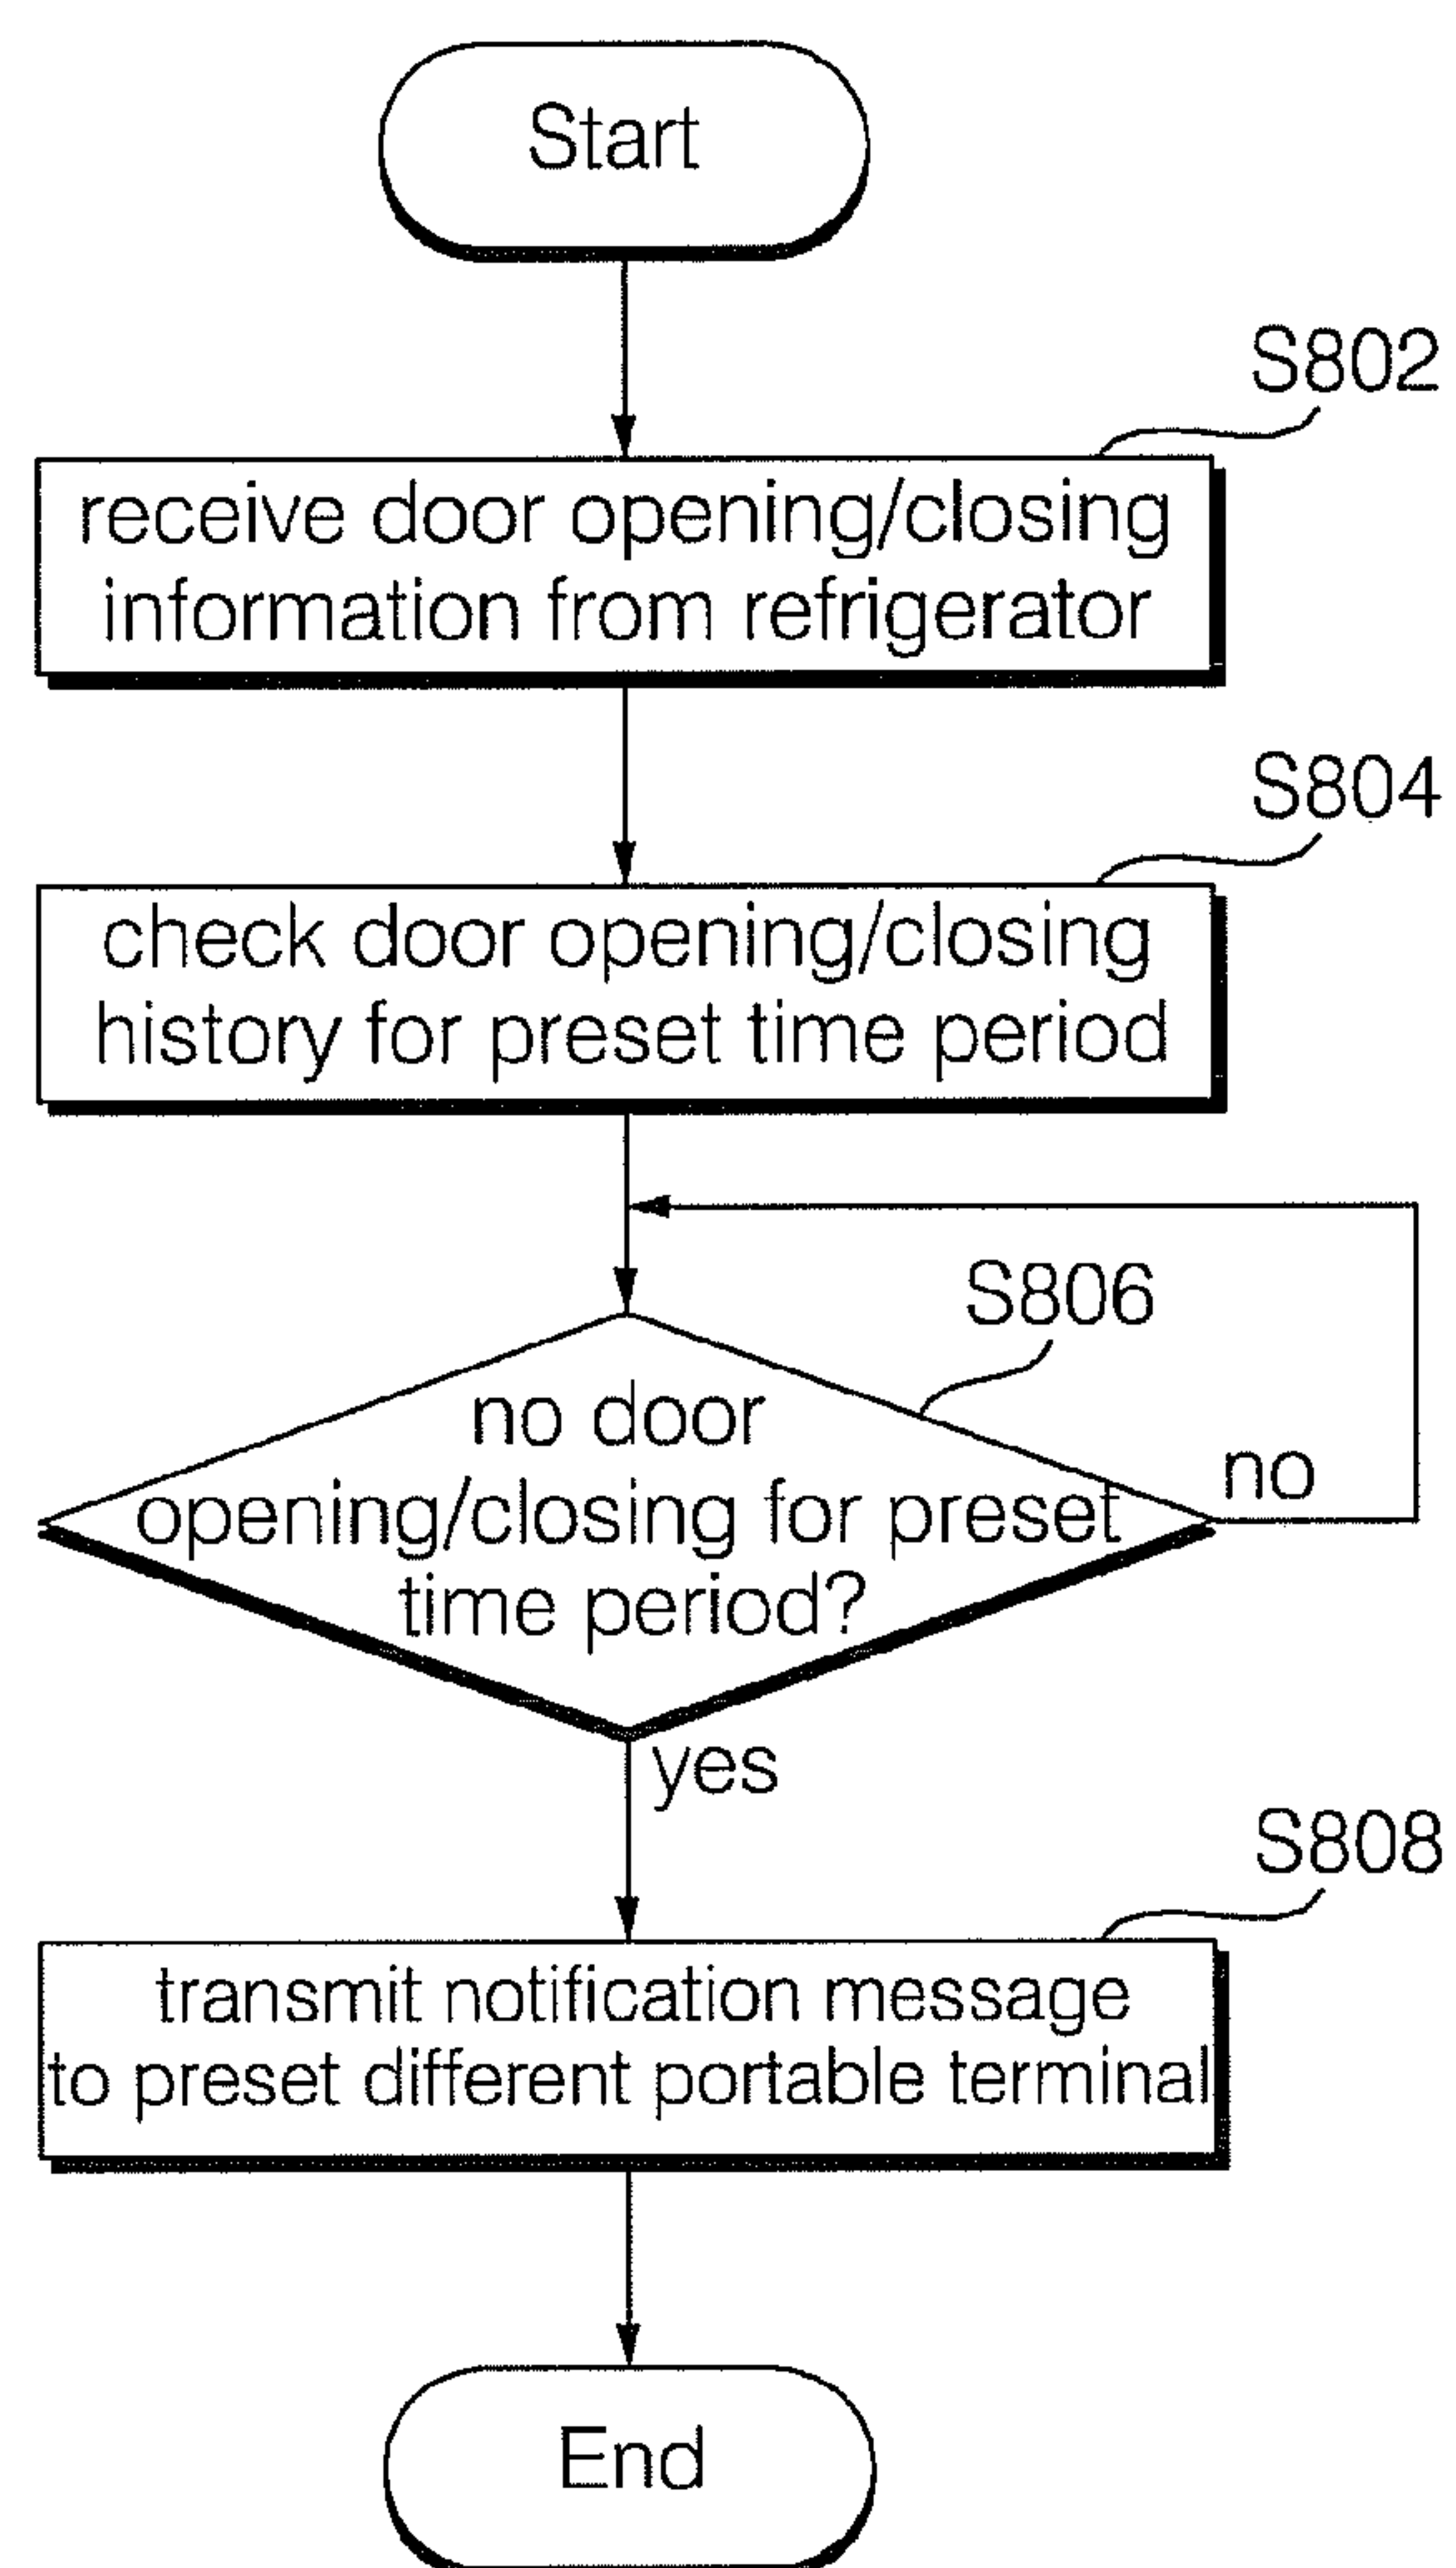 Start
S802
receive door opening/closing
information from refrigerator
S804
check door opening/closing
history for preset time period
S806
no door
opening/closing for preset
time period?
no
yes
S808
transmit notification message
to preset different portable terminal
End